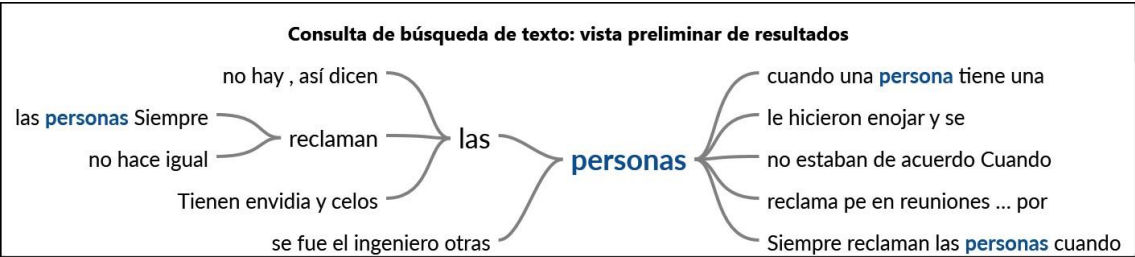 Consulta de búsqueda de texto: vista preliminar de resultados
no hay , así dicen
las personas Siempre
no hace igual
reclaman
Tienen envidia y celos
las
se fue el ingeniero otras
personas
cuando una persona tiene una
le hicieron enojar y se
no estaban de acuerdo Cuando
reclama pe en reuniones ... por
Siempre reclaman las personas cuando